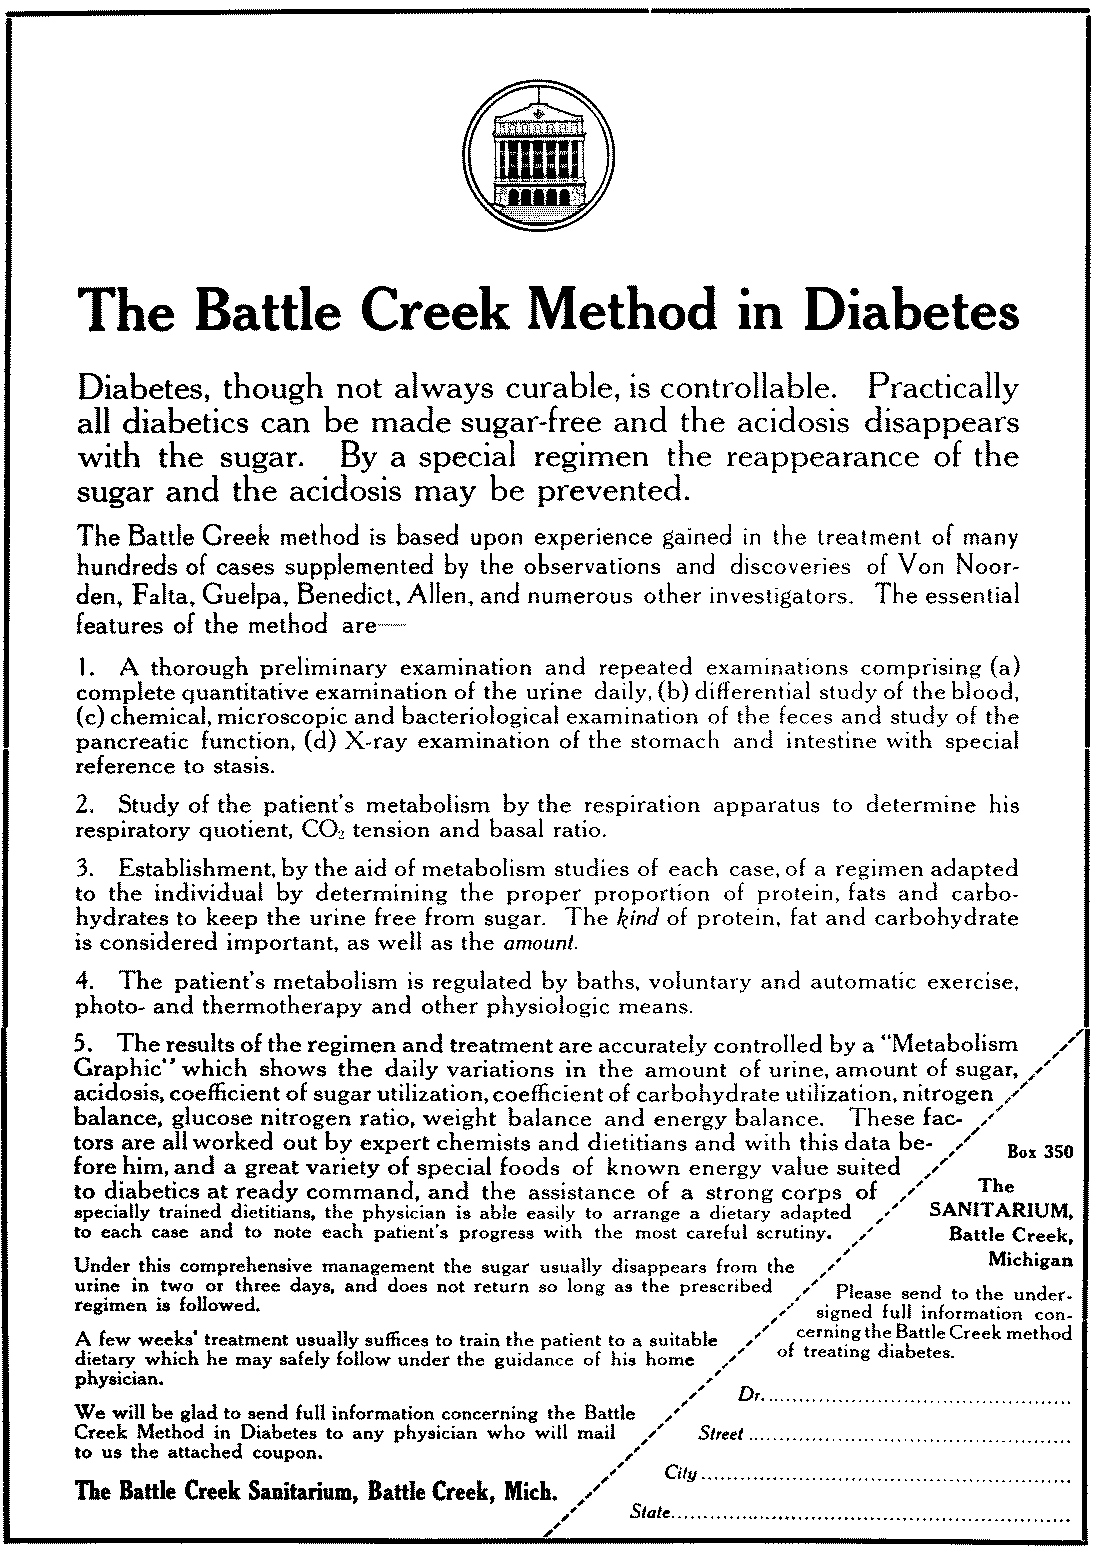 The Battle Creek Method in Diabetes
Diabetes, though not always curable, is controllable. Practically
all diabetics can be made sugar-free and the acidosis disappears
with the sugar. By a special regimen the reappearance of the
sugar and the acidosis may be prevented.
The Battle Creek method is based upon experience gained in the treatment of many
hundreds of cases supplemented by the observations and discoveries of Von Noor-
den, Falta, Guelpa, Benedict, Allen, and numerous other investigators. The essential
features of the method are—
1. A thorough preliminary examination and repeated examinations comprising (a)
complete quantitative examination of the urine daily, (b) differential study of the blood,
(c) chemical, microscopic and bacteriological examination of the feces and study of the
pancreatic function, (d) X-ray examination of the stomach and intestine with special
reference to stasis.
2. Study of the patient's metabolism by the respiration apparatus to determine his
respiratory quotient, CO₂ tension and basal ratio.
3. Establishment, by the aid of metabolism studies of each case, of a regimen adapted
to the individual by determining the proper proportion of protein, fats and carbo-
hydrates to keep the urine free from sugar. The kind of protein, fat and carbohydrate
is considered important, as well as the amount.
4. The patient's metabolism is regulated by baths, voluntary and automatic exercise,
photo- and thermotherapy and other physiologic means.
5. The results of the regimen and treatment are accurately controlled by a "Metabolism
Graphic" which shows the daily variations in the amount of urine, amount of sugar,
acidosis, coefficient of sugar utilization, coefficient of carbohydrate utilization, nitrogen
balance, glucose nitrogen ratio, weight balance and energy balance. These fac-
tors are all worked out by expert chemists and dietitians and with this data be-
fore him, and a great variety of special foods of known energy value suited
to diabetics at ready command, and the assistance of a strong corps of
specially trained dietitians, the physician is able easily to arrange a dietary adapted
to each case and to note each patient's progress with the most careful scrutiny.
Under this comprehensive management the sugar usually disappears from the
urine in two or three days, and does not return so long as the prescribed
regimen is followed.
A few weeks' treatment usually suffices to train the patient to a suitable
dietary which he may safely follow under the guidance of his home
physician.
We will be glad to send full information concerning the Battle
Creek Method in Diabetes to any physician who will mail
to us the attached coupon.
The Battle Creek Sanitarium, Battle Creek, Mich.
Box 350
The
SANITARIUM,
Battle Creek,
Michigan
Please send to the under-
signed full information con-
cerning the Battle Creek method
of treating diabetes.
Dr.
Street
City
State